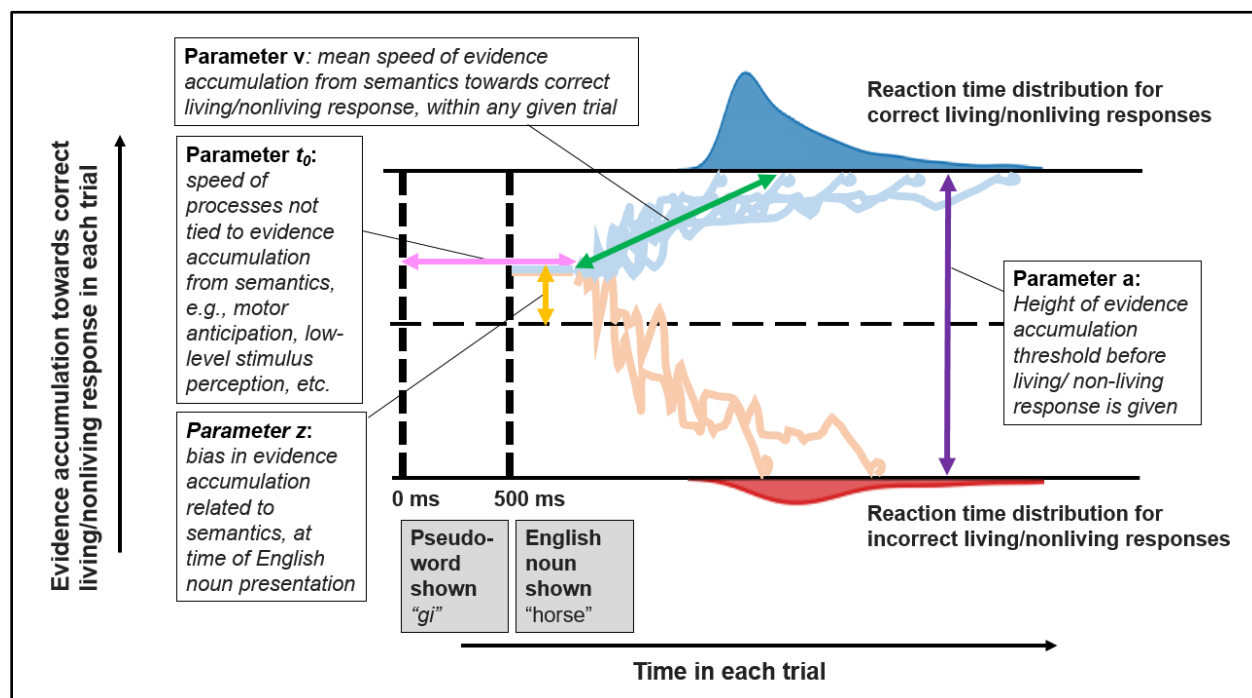 Parameter v: mean speed of evidence
accumulation from semantics towards correct
living/nonliving response, within any given trial
Reaction time distribution for
correct living/nonliving responses
Evidence accumulation towards correct
living/nonliving response in each trial
Parameter t0:
speed of
processes not
tied to evidence
accumulation
from semantics,
e.g., motor
anticipation, low-
level stimulus
perception, etc.
Parameter a:
Height of evidence
accumulation
threshold before
living/ non-living
response is given
Parameter z:
bias in evidence
accumulation
related to
semantics, at
time of English
noun presentation
0 ms
500 ms
Pseudo-
word
shown
“gi”
English
noun
shown
“horse”
Reaction time distribution for
incorrect living/nonliving responses
Time in each trial